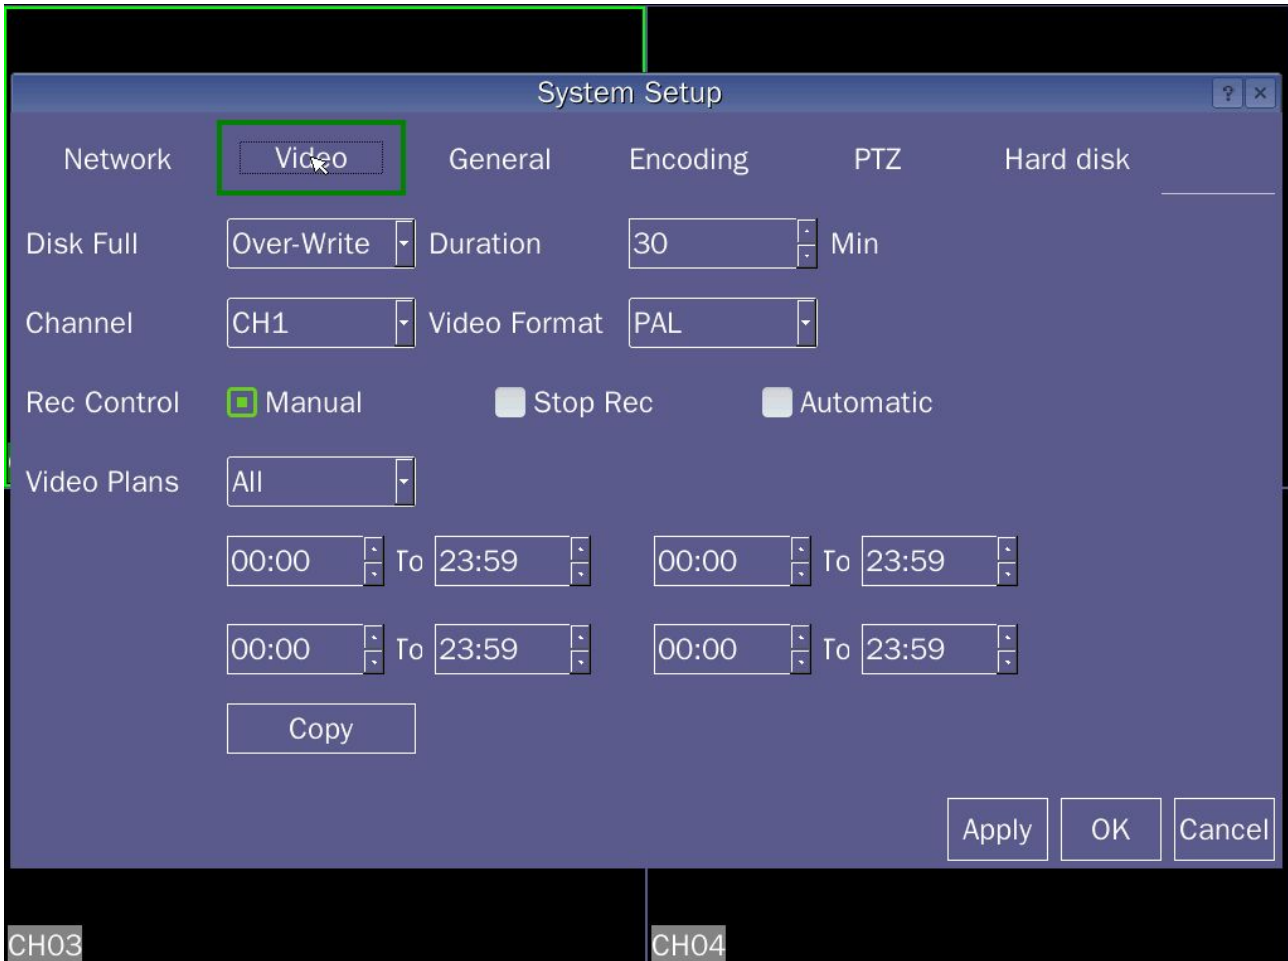 System Setup ? ×
Network Video General Encoding PTZ Hard disk
Disk Full Over-Write Duration 30 Min
Channel CH1 Video Format PAL
Rec Control Manual Stop Rec Automatic
Video Plans All
00:00 To 23:59 00:00 To 23:59
00:00 To 23:59 00:00 To 23:59
Copy
Apply OK Cancel
CH03 CH04